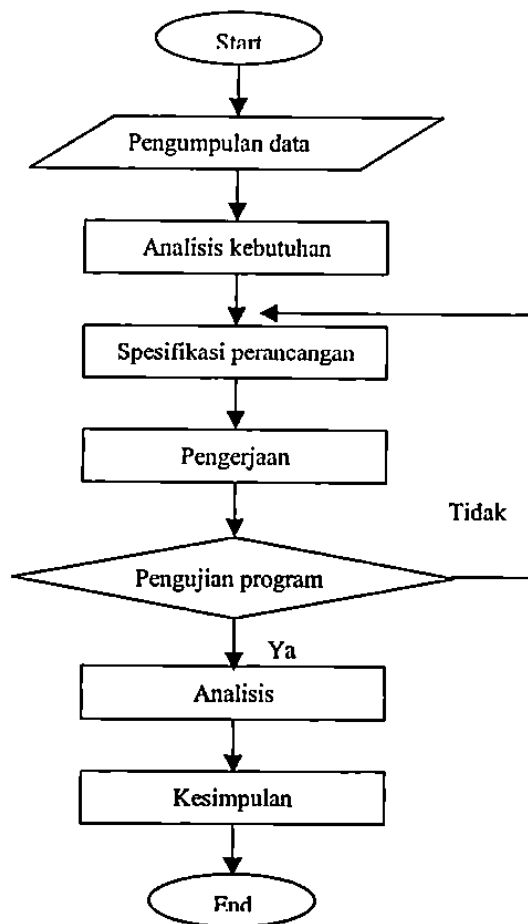 Start
Pengumpulan data
Analisis kebutuhan
Spesifikasi perancangan
Pengerjaan
Tidak
Pengujian program
Ya
Analisis
Kesimpulan
End